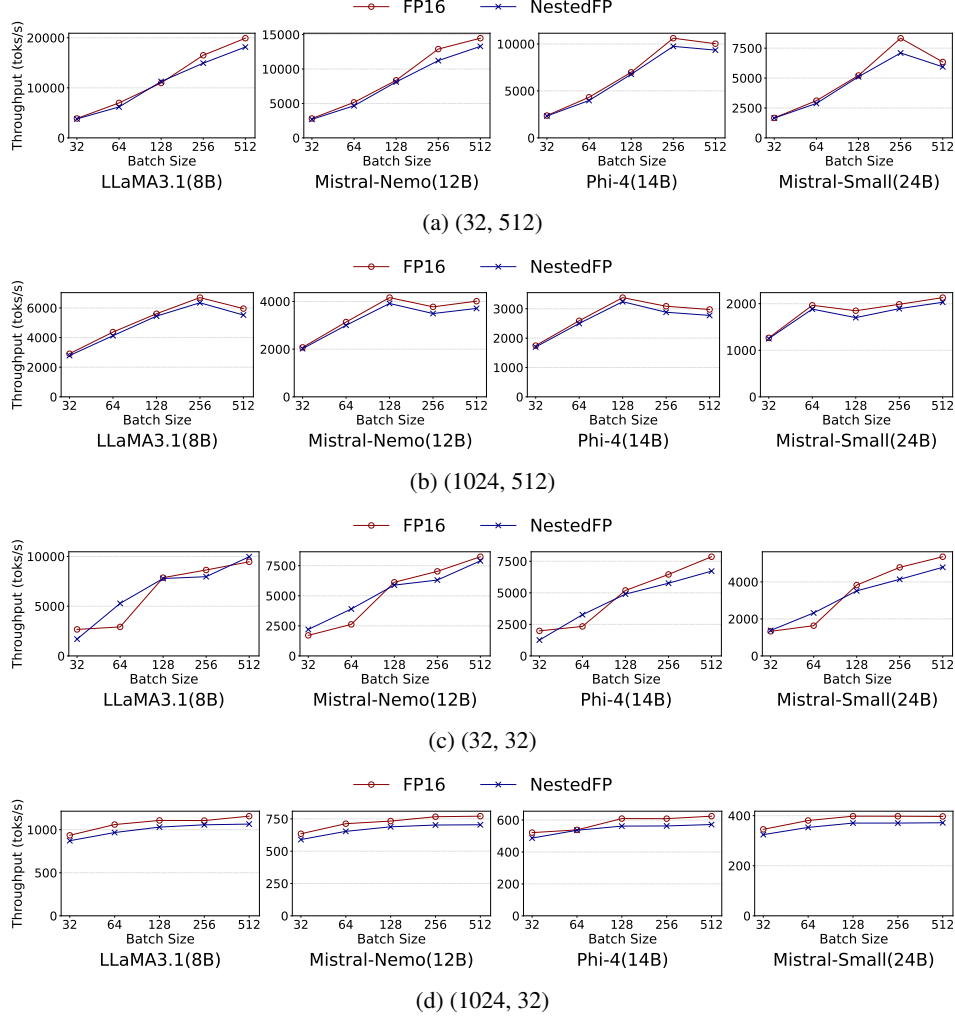 FP16 NestedFP
Throughput (toks/s)
20000
10000
0
32 64 128 256 512
Batch Size
LLaMA3.1(8B)
15000
10000
5000
0
32 64 128 256 512
Batch Size
Mistral-Nemo(12B)
10000
5000
0
32 64 128 256 512
Batch Size
Phi-4(14B)
7500
5000
2500
0
32 64 128 256 512
Batch Size
Mistral-Small(24B)
(a) (32, 512)
FP16 NestedFP
Throughput (toks/s)
6000
4000
2000
0
32 64 128 256 512
Batch Size
LLaMA3.1(8B)
4000
2000
0
32 64 128 256 512
Batch Size
Mistral-Nemo(12B)
3000
2000
1000
0
32 64 128 256 512
Batch Size
Phi-4(14B)
2000
1000
0
32 64 128 256 512
Batch Size
Mistral-Small(24B)
(b) (1024, 512)
FP16 NestedFP
Throughput (toks/s)
10000
5000
0
32 64 128 256 512
Batch Size
LLaMA3.1(8B)
7500
5000
2500
0
32 64 128 256 512
Batch Size
Mistral-Nemo(12B)
7500
5000
2500
0
32 64 128 256 512
Batch Size
Phi-4(14B)
4000
2000
0
32 64 128 256 512
Batch Size
Mistral-Small(24B)
(c) (32, 32)
FP16 NestedFP
Throughput (toks/s)
1000
500
0
32 64 128 256 512
Batch Size
LLaMA3.1(8B)
750
500
250
0
32 64 128 256 512
Batch Size
Mistral-Nemo(12B)
600
400
200
0
32 64 128 256 512
Batch Size
Phi-4(14B)
400
200
0
32 64 128 256 512
Batch Size
Mistral-Small(24B)
(d) (1024, 32)